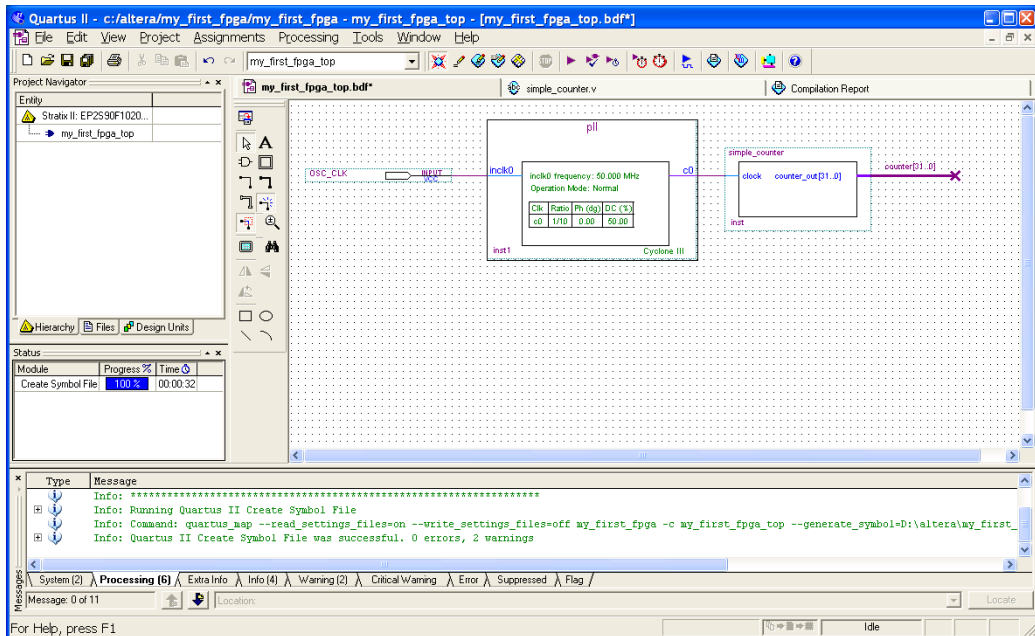 Quartus II - c:/altera/my_first_fpga/my_first_fpga - my_first_fpga_top - [my_first_fpga_top.bdf*]
File Edit View Project Assignments Processing Tools Window Help
my_first_fpga_top
Project Navigator
my_first_fpga_top.bdf*
simple_counter.v
Compilation Report
Entity
Stratix II: EP2S90F1020...
my_first_fpga_top
A
OSC_CLK
INPUT
VCC
pll
inclk0
c0
inclk0 frequency: 50.000 MHz
Operation Mode: Normal
Clk Ratio Ph (dg) DC (%)
c0 1/10 0.00 50.00
inst1
Cyclone III
simple_counter
clock counter_out[31..0]
inst
counter[31..0]
Hierarchy Files Design Units
Status
Module Progress % Time
Create Symbol File 100 % 00:00:32
Type Message
Info: *******************************************************************
Info: Running Quartus II Create Symbol File
Info: Command: quartus_map --read_settings_files=on --write_settings_files=off my_first_fpga -c my_first_fpga_top --generate_symbol=D:\altera\my_first_
Info: Quartus II Create Symbol File was successful. 0 errors, 2 warnings
System (2) Processing (6) Extra Info Info (4) Warning (2) Critical Warning Error Suppressed Flag
Messages
Message: 0 of 11
Location:
Locate
For Help, press F1
Idle